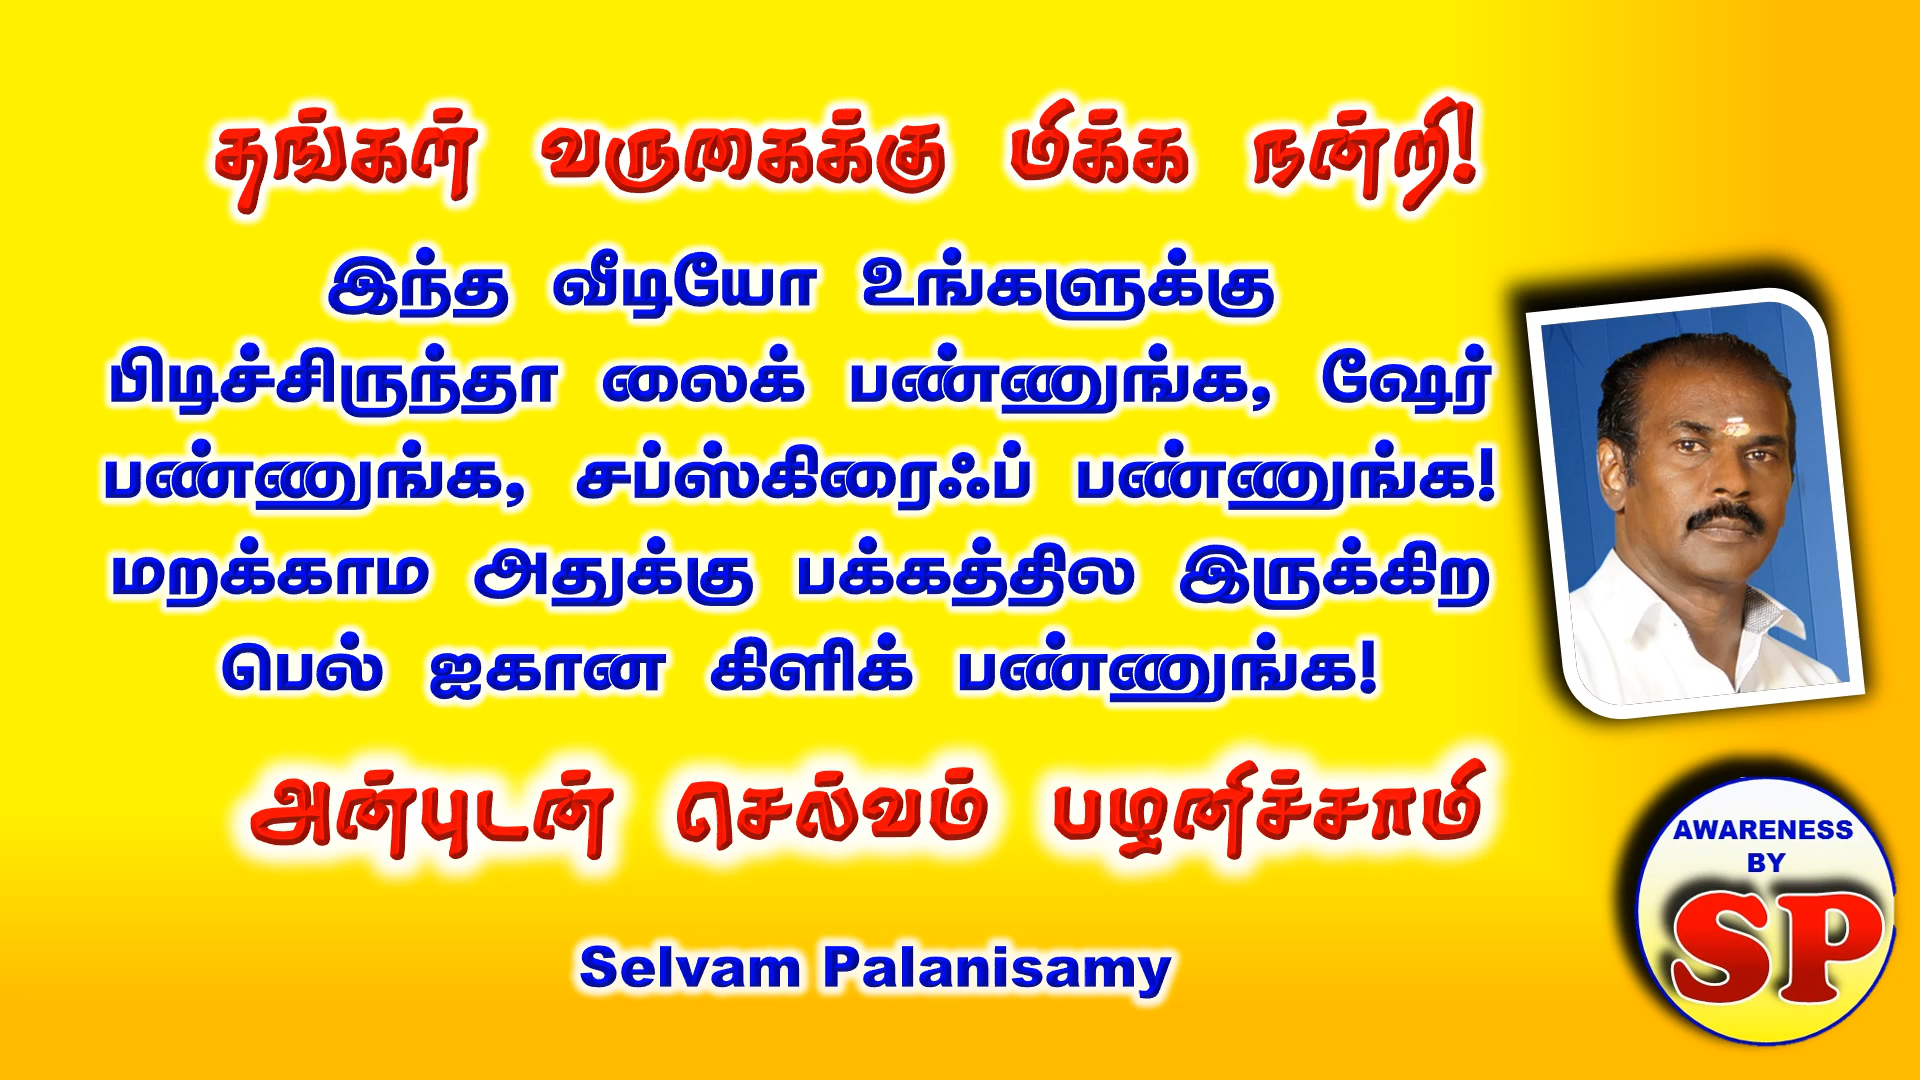 தங்கள் வருகைக்கு மிக்க நன்றி!
இந்த வீடியோ உங்களுக்கு
பிடிச்சிருந்தா லைக் பண்ணுங்க, ஷேர்
பண்ணுங்க, சப்ஸ்கிரைஃப் பண்ணுங்க!
மறக்காம அதுக்கு பக்கத்தில இருக்கிற
பெல் ஐகான கிளிக் பண்ணுங்க!
அன்புடன் செல்வம் பழனிச்சாமி
Selvam Palanisamy
AWARENESS
BY
SP